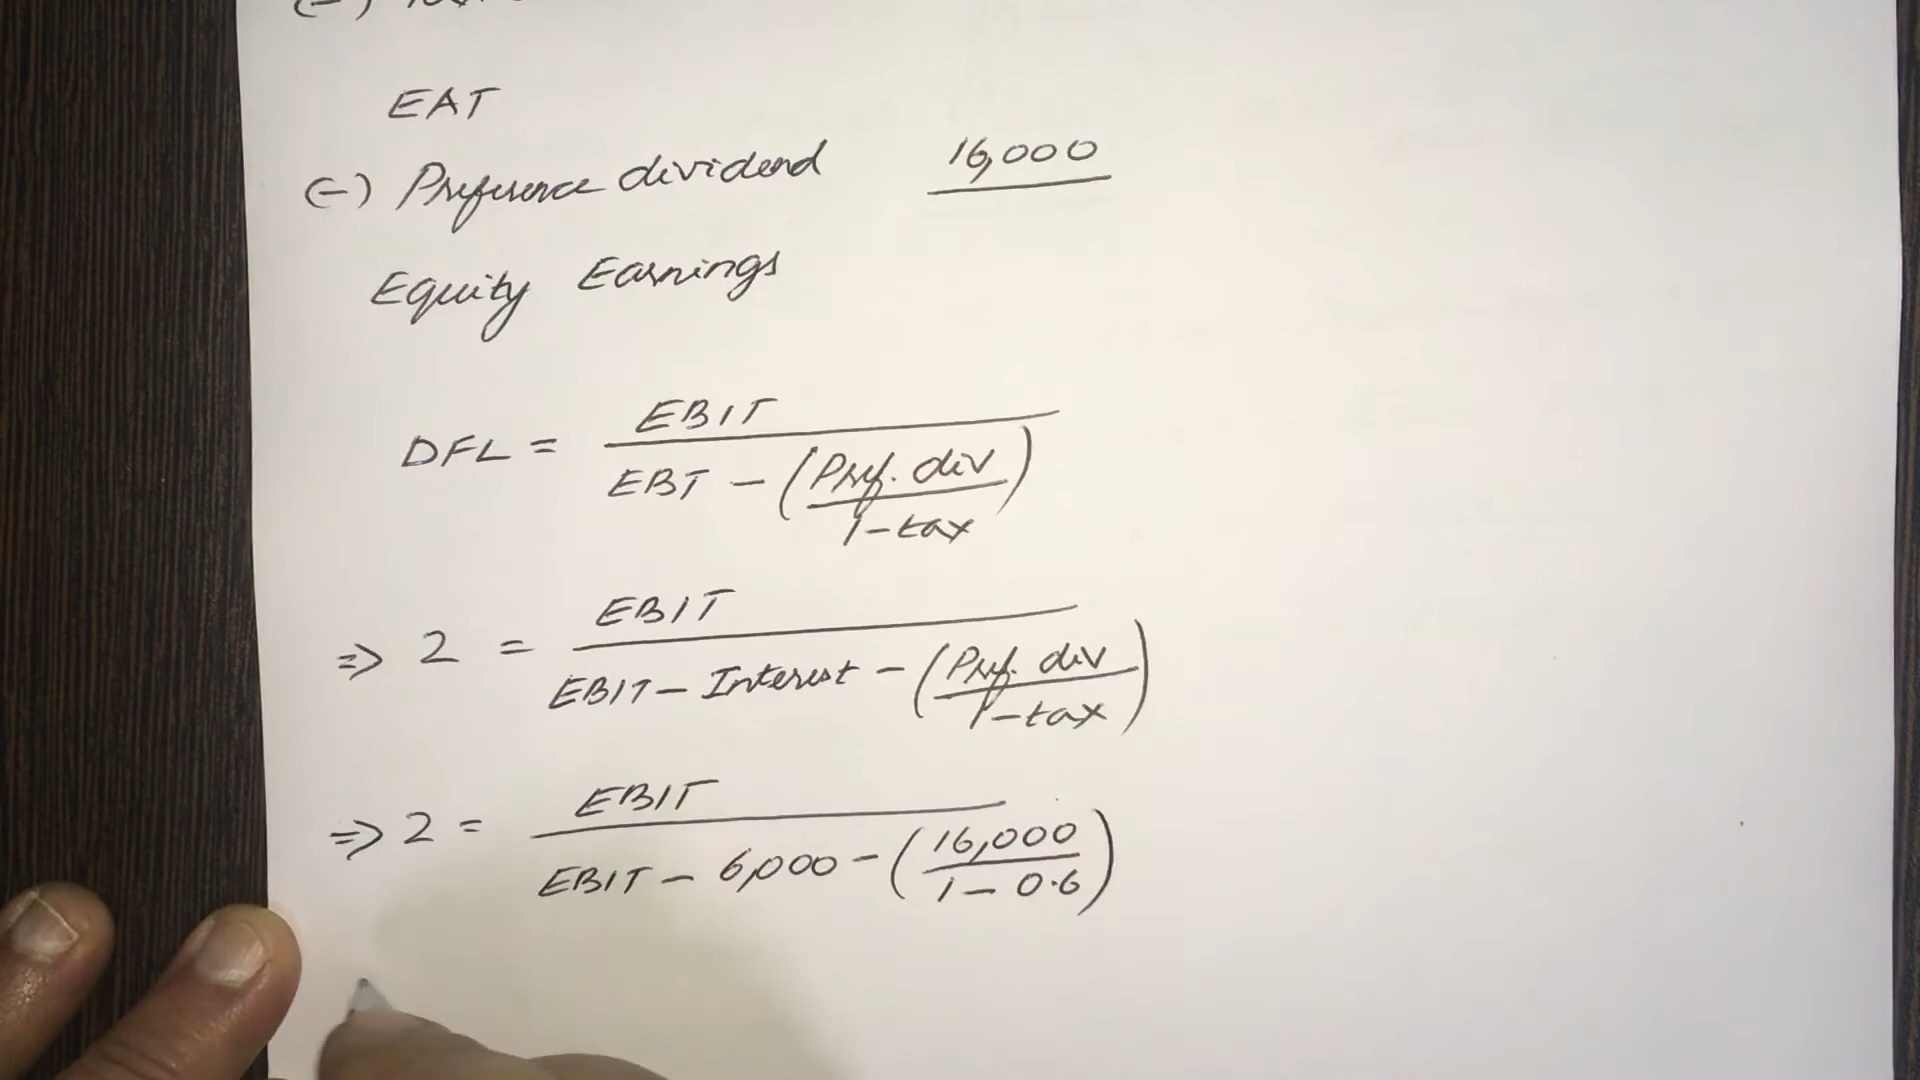 EAT
(-) Preference dividend 16,000
Equity Earnings
DFL = EBIT
EBT - (Pref. div
1-tax)
=> 2 = EBIT
EBIT - Interest - (Pref. div
1-tax)
=> 2 = EBIT
EBIT - 6,000 - (16,000
1 - 0.6)